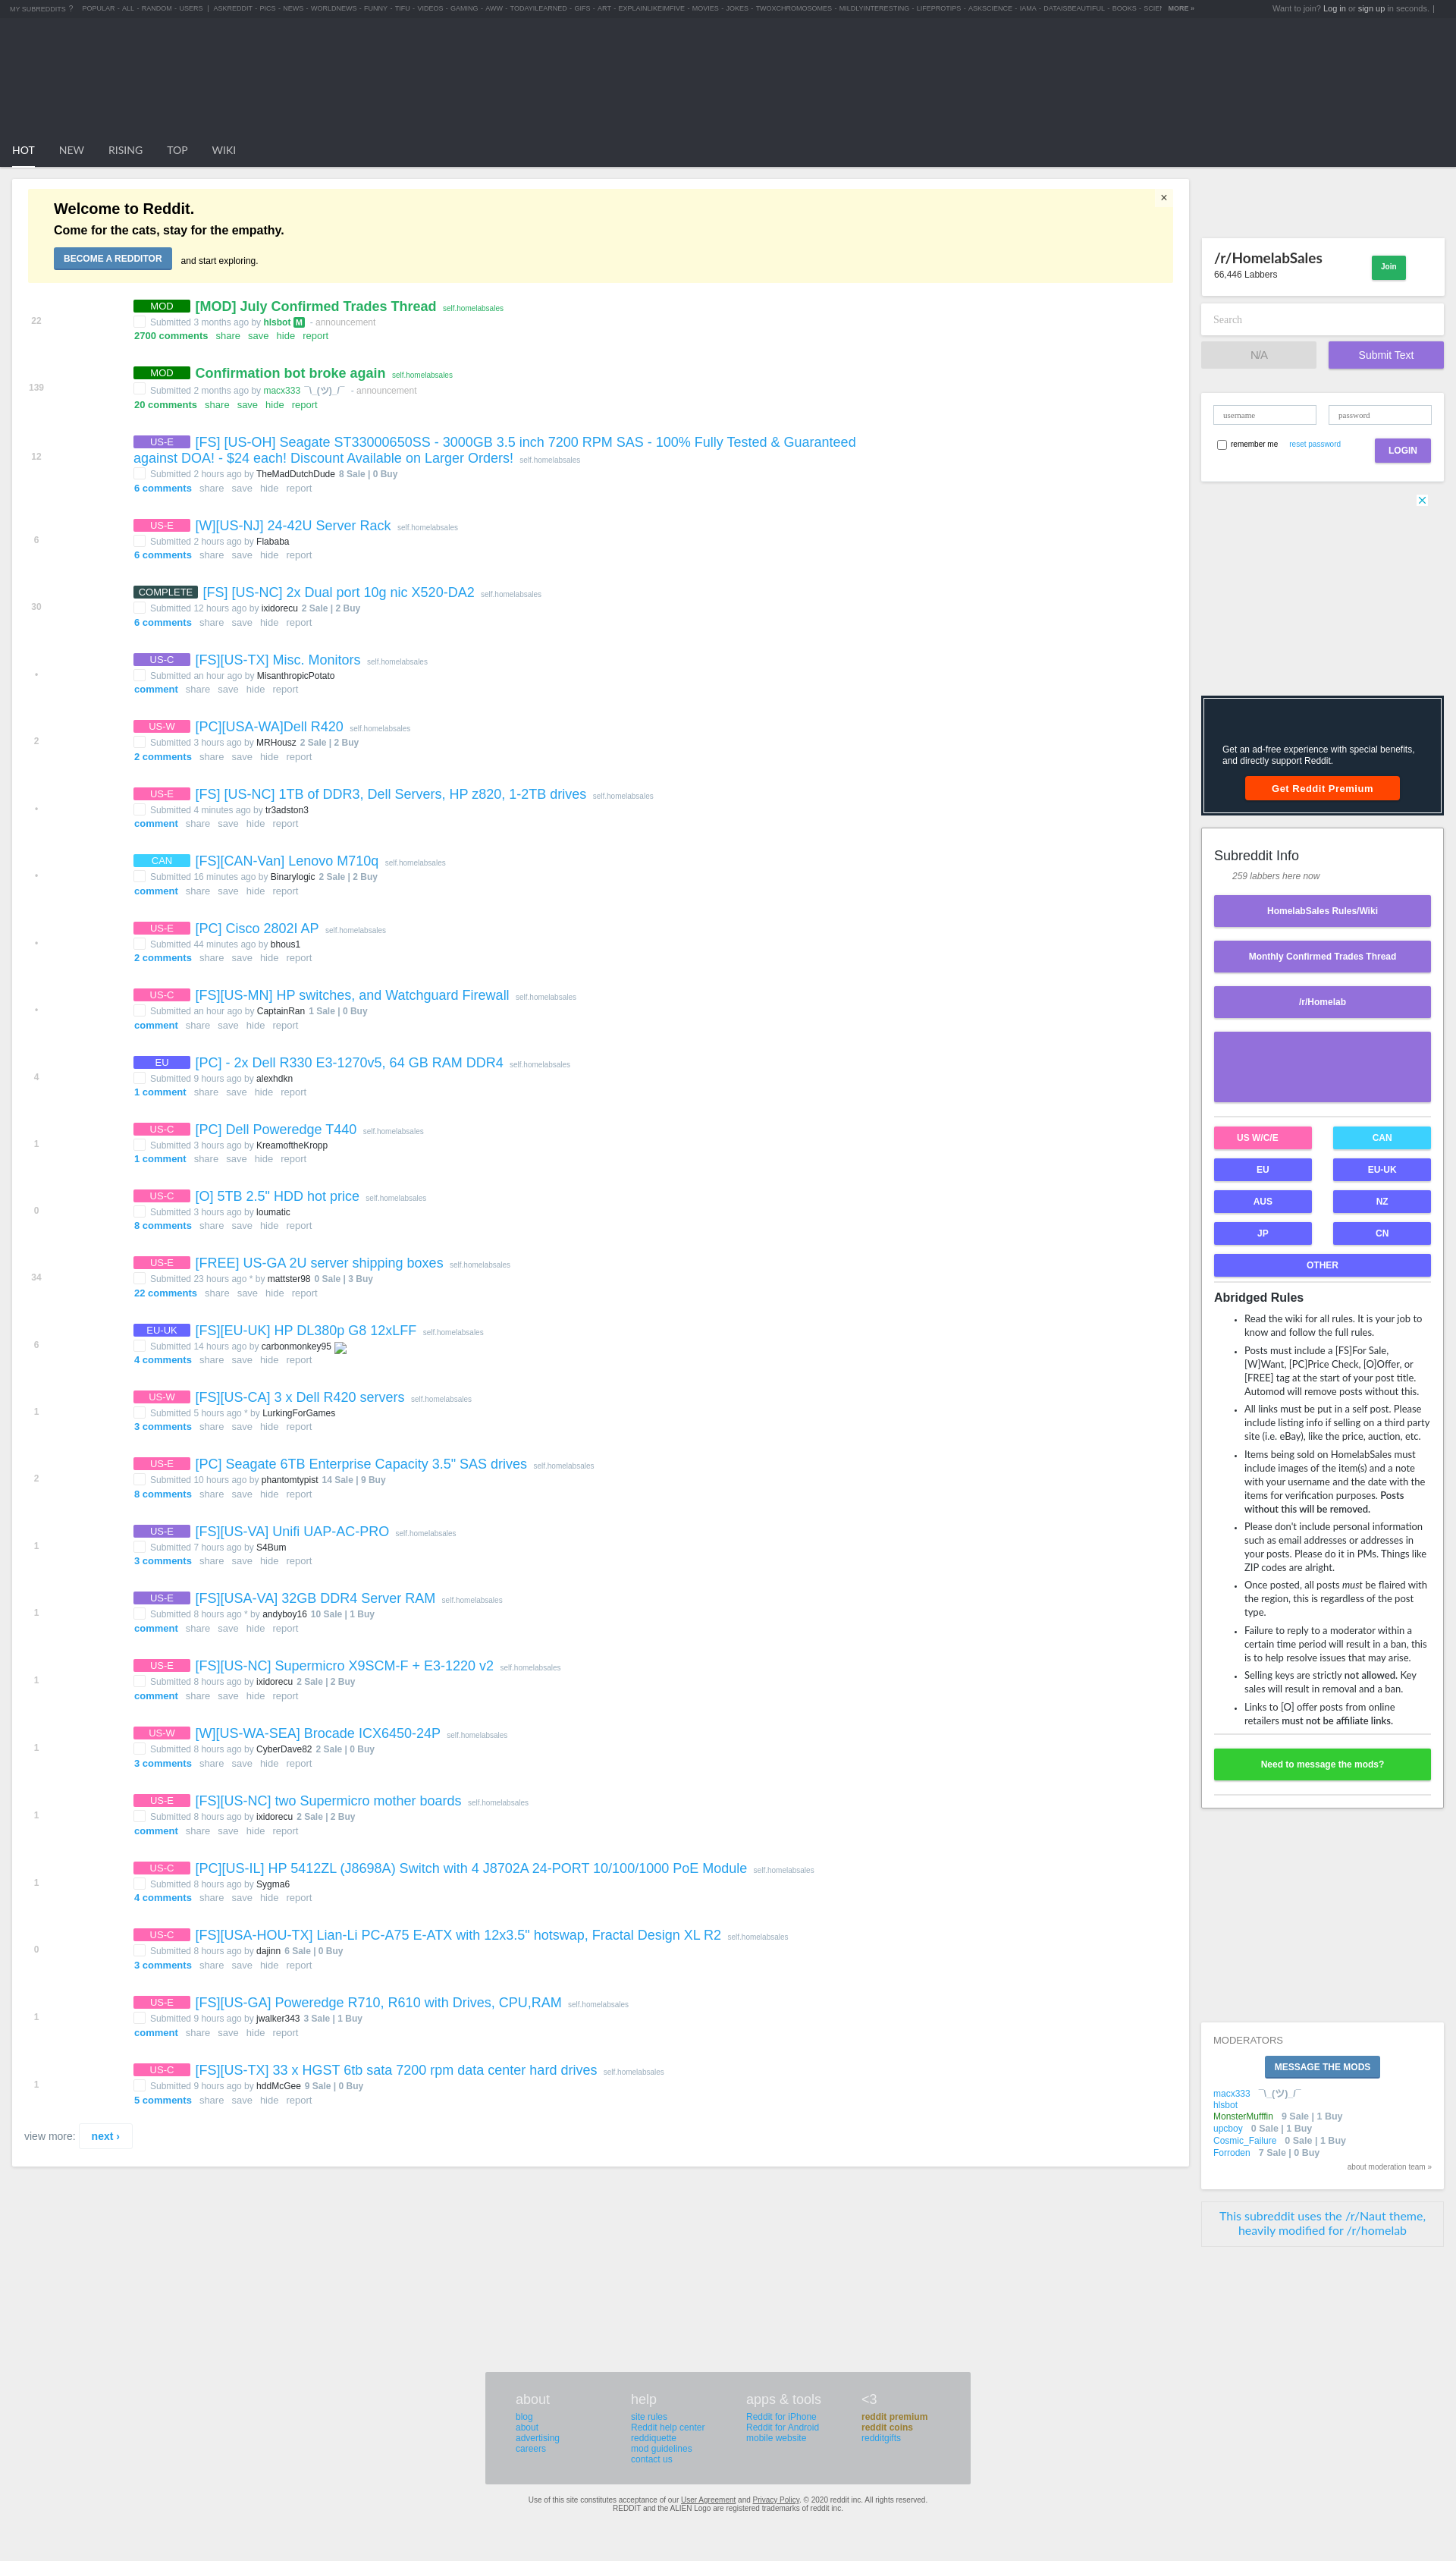 MY SUBREDDITS ? POPULAR - ALL - RANDOM - USERS | ASKREDDIT - PICS - NEWS - WORLDNEWS - FUNNY - TIFU - VIDEOS - GAMING - AWW - TODAYILEARNED - GIFS - ART - EXPLAINLIKEIMFIVE - MOVIES - JOKES - TWOXCHROMOSOMES - MILDLYINTERESTING - LIFEPROTIPS - ASKSCIENCE - IAMA - DATAISBEAUTIFUL - BOOKS - MORE » Want to join? Log in or sign up in seconds. |
HOT NEW RISING TOP WIKI
Welcome to Reddit. ×
Come for the cats, stay for the empathy.
BECOME A REDDITOR and start exploring.
MOD [MOD] July Confirmed Trades Thread self.homelabsales
22
Submitted 3 months ago by hlsbot M - announcement
2700 comments share save hide report
MOD Confirmation bot broke again self.homelabsales
139
Submitted 2 months ago by macx333 ¯\_(ツ)_/¯ - announcement
20 comments share save hide report
US-E [FS] [US-OH] Seagate ST33000650SS - 3000GB 3.5 inch 7200 RPM SAS - 100% Fully Tested & Guaranteed
12
against DOA! - $24 each! Discount Available on Larger Orders! self.homelabsales
Submitted 2 hours ago by TheMadDutchDude 8 Sale | 0 Buy
6 comments share save hide report
US-E [W][US-NJ] 24-42U Server Rack self.homelabsales
6
Submitted 2 hours ago by Flababa
6 comments share save hide report
COMPLETE [FS] [US-NC] 2x Dual port 10g nic X520-DA2 self.homelabsales
30
Submitted 12 hours ago by ixidorecu 2 Sale | 2 Buy
6 comments share save hide report
US-C [FS][US-TX] Misc. Monitors self.homelabsales
•
Submitted an hour ago by MisanthropicPotato
comment share save hide report
US-W [PC][USA-WA]Dell R420 self.homelabsales
2
Submitted 3 hours ago by MRHousz 2 Sale | 2 Buy
2 comments share save hide report
US-E [FS] [US-NC] 1TB of DDR3, Dell Servers, HP z820, 1-2TB drives self.homelabsales
•
Submitted 4 minutes ago by tr3adston3
comment share save hide report
CAN [FS][CAN-Van] Lenovo M710q self.homelabsales
•
Submitted 16 minutes ago by Binarylogic 2 Sale | 2 Buy
comment share save hide report
US-E [PC] Cisco 2802I AP self.homelabsales
•
Submitted 44 minutes ago by bhous1
2 comments share save hide report
US-C [FS][US-MN] HP switches, and Watchguard Firewall self.homelabsales
•
Submitted an hour ago by CaptainRan 1 Sale | 0 Buy
comment share save hide report
EU [PC] - 2x Dell R330 E3-1270v5, 64 GB RAM DDR4 self.homelabsales
4
Submitted 9 hours ago by alexhdkn
1 comment share save hide report
US-C [PC] Dell Poweredge T440 self.homelabsales
1
Submitted 3 hours ago by KreamoftheKropp
1 comment share save hide report
US-C [O] 5TB 2.5" HDD hot price self.homelabsales
0
Submitted 3 hours ago by loumatic
8 comments share save hide report
US-E [FREE] US-GA 2U server shipping boxes self.homelabsales
34
Submitted 23 hours ago * by mattster98 0 Sale | 3 Buy
22 comments share save hide report
EU-UK [FS][EU-UK] HP DL380p G8 12xLFF self.homelabsales
6
Submitted 14 hours ago by carbonmonkey95
4 comments share save hide report
US-W [FS][US-CA] 3 x Dell R420 servers self.homelabsales
1
Submitted 5 hours ago * by LurkingForGames
3 comments share save hide report
US-E [PC] Seagate 6TB Enterprise Capacity 3.5" SAS drives self.homelabsales
2
Submitted 10 hours ago by phantomtypist 14 Sale | 9 Buy
8 comments share save hide report
US-E [FS][US-VA] Unifi UAP-AC-PRO self.homelabsales
1
Submitted 7 hours ago by S4Bum
3 comments share save hide report
US-E [FS][USA-VA] 32GB DDR4 Server RAM self.homelabsales
1
Submitted 8 hours ago * by andyboy16 10 Sale | 1 Buy
comment share save hide report
US-E [FS][US-NC] Supermicro X9SCM-F + E3-1220 v2 self.homelabsales
1
Submitted 8 hours ago by ixidorecu 2 Sale | 2 Buy
comment share save hide report
US-W [W][US-WA-SEA] Brocade ICX6450-24P self.homelabsales
1
Submitted 8 hours ago by CyberDave82 2 Sale | 0 Buy
3 comments share save hide report
US-E [FS][US-NC] two Supermicro mother boards self.homelabsales
1
Submitted 8 hours ago by ixidorecu 2 Sale | 2 Buy
comment share save hide report
US-C [PC][US-IL] HP 5412ZL (J8698A) Switch with 4 J8702A 24-PORT 10/100/1000 PoE Module self.homelabsales
1
Submitted 8 hours ago by Sygma6
4 comments share save hide report
US-C [FS][USA-HOU-TX] Lian-Li PC-A75 E-ATX with 12x3.5" hotswap, Fractal Design XL R2 self.homelabsales
0
Submitted 8 hours ago by dajinn 6 Sale | 0 Buy
3 comments share save hide report
US-E [FS][US-GA] Poweredge R710, R610 with Drives, CPU,RAM self.homelabsales
1
Submitted 9 hours ago by jwalker343 3 Sale | 1 Buy
comment share save hide report
US-C [FS][US-TX] 33 x HGST 6tb sata 7200 rpm data center hard drives self.homelabsales
1
Submitted 9 hours ago by hddMcGee 9 Sale | 0 Buy
5 comments share save hide report
view more: next ›
/r/HomelabSales
66,446 Labbers
Join
Search
N/A Submit Text
username password
remember me reset password LOGIN
Get an ad-free experience with special benefits,
and directly support Reddit.
Get Reddit Premium
Subreddit Info
259 labbers here now
HomelabSales Rules/Wiki
Monthly Confirmed Trades Thread
/r/Homelab
US W/C/E CAN
EU EU-UK
AUS NZ
JP CN
OTHER
Abridged Rules
• Read the wiki for all rules. It is your job to
know and follow the full rules.
• Posts must include a [FS]For Sale,
[W]Want, [PC]Price Check, [O]Offer, or
[FREE] tag at the start of your post title.
Automod will remove posts without this.
• All links must be put in a self post. Please
include listing info if selling on a third party
site (i.e. eBay), like the price, auction, etc.
• Items being sold on HomelabSales must
include images of the item(s) and a note
with your username and the date with the
items for verification purposes. Posts
without this will be removed.
• Please don't include personal information
such as email addresses or addresses in
your posts. Please do it in PMs. Things like
ZIP codes are alright.
• Once posted, all posts must be flaired with
the region, this is regardless of the post
type.
• Failure to reply to a moderator within a
certain time period will result in a ban, this
is to help resolve issues that may arise.
• Selling keys are strictly not allowed. Key
sales will result in removal and a ban.
• Links to [O] offer posts from online
retailers must not be affiliate links.
Need to message the mods?
MODERATORS
MESSAGE THE MODS
macx333 ¯\_(ツ)_/¯
hlsbot
MonsterMufffin 9 Sale | 1 Buy
upcboy 0 Sale | 1 Buy
Cosmic_Failure 0 Sale | 1 Buy
Forroden 7 Sale | 0 Buy
about moderation team »
This subreddit uses the /r/Naut theme,
heavily modified for /r/homelab
about
blog
about
advertising
careers
help
site rules
Reddit help center
reddiquette
mod guidelines
contact us
apps & tools
Reddit for iPhone
Reddit for Android
mobile website
<3
reddit premium
reddit coins
redditgifts
Use of this site constitutes acceptance of our User Agreement and Privacy Policy. © 2020 reddit inc. All rights reserved.
REDDIT and the ALIEN Logo are registered trademarks of reddit inc.